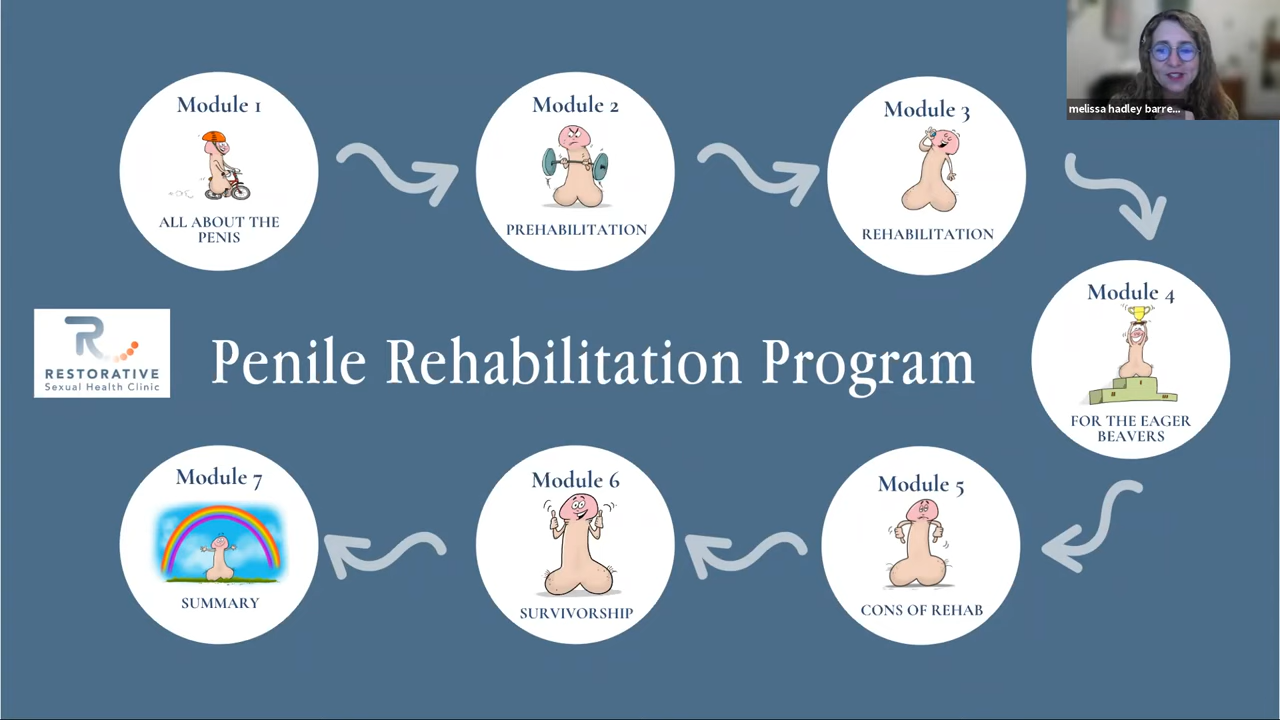 melissa hadley barre...
Module 1
ALL ABOUT THE
PENIS
Module 2
PREHABILITATION
Module 3
REHABILITATION
Module 4
FOR THE EAGER
BEAVERS
R
RESTORATIVE
Sexual Health Clinic
Penile Rehabilitation Program
Module 7
SUMMARY
Module 6
SURVIVORSHIP
Module 5
CONS OF REHAB